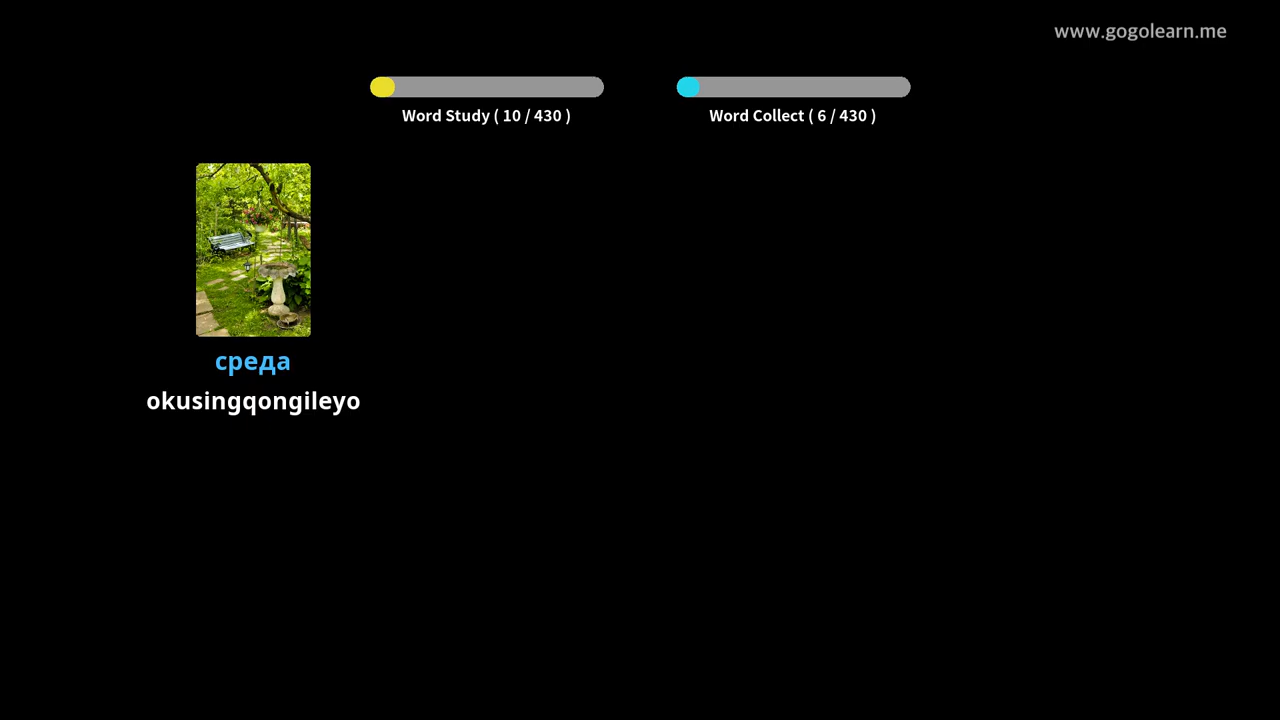 www.gogolearn.me
Word Study ( 10 / 430 )
Word Collect ( 6 / 430 )
среда
okusingqongileyo